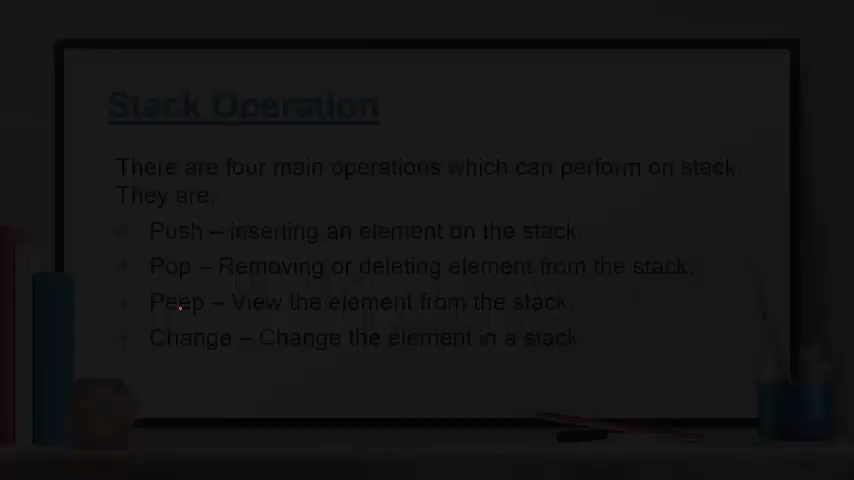 Stack Operation
There are four main operations which can perform on stack.
They are.
Push – Inserting an element on the stack.
Pop – Removing or deleting element from the stack.
Peep – View the element from the stack.
Change – Change the element in a stack